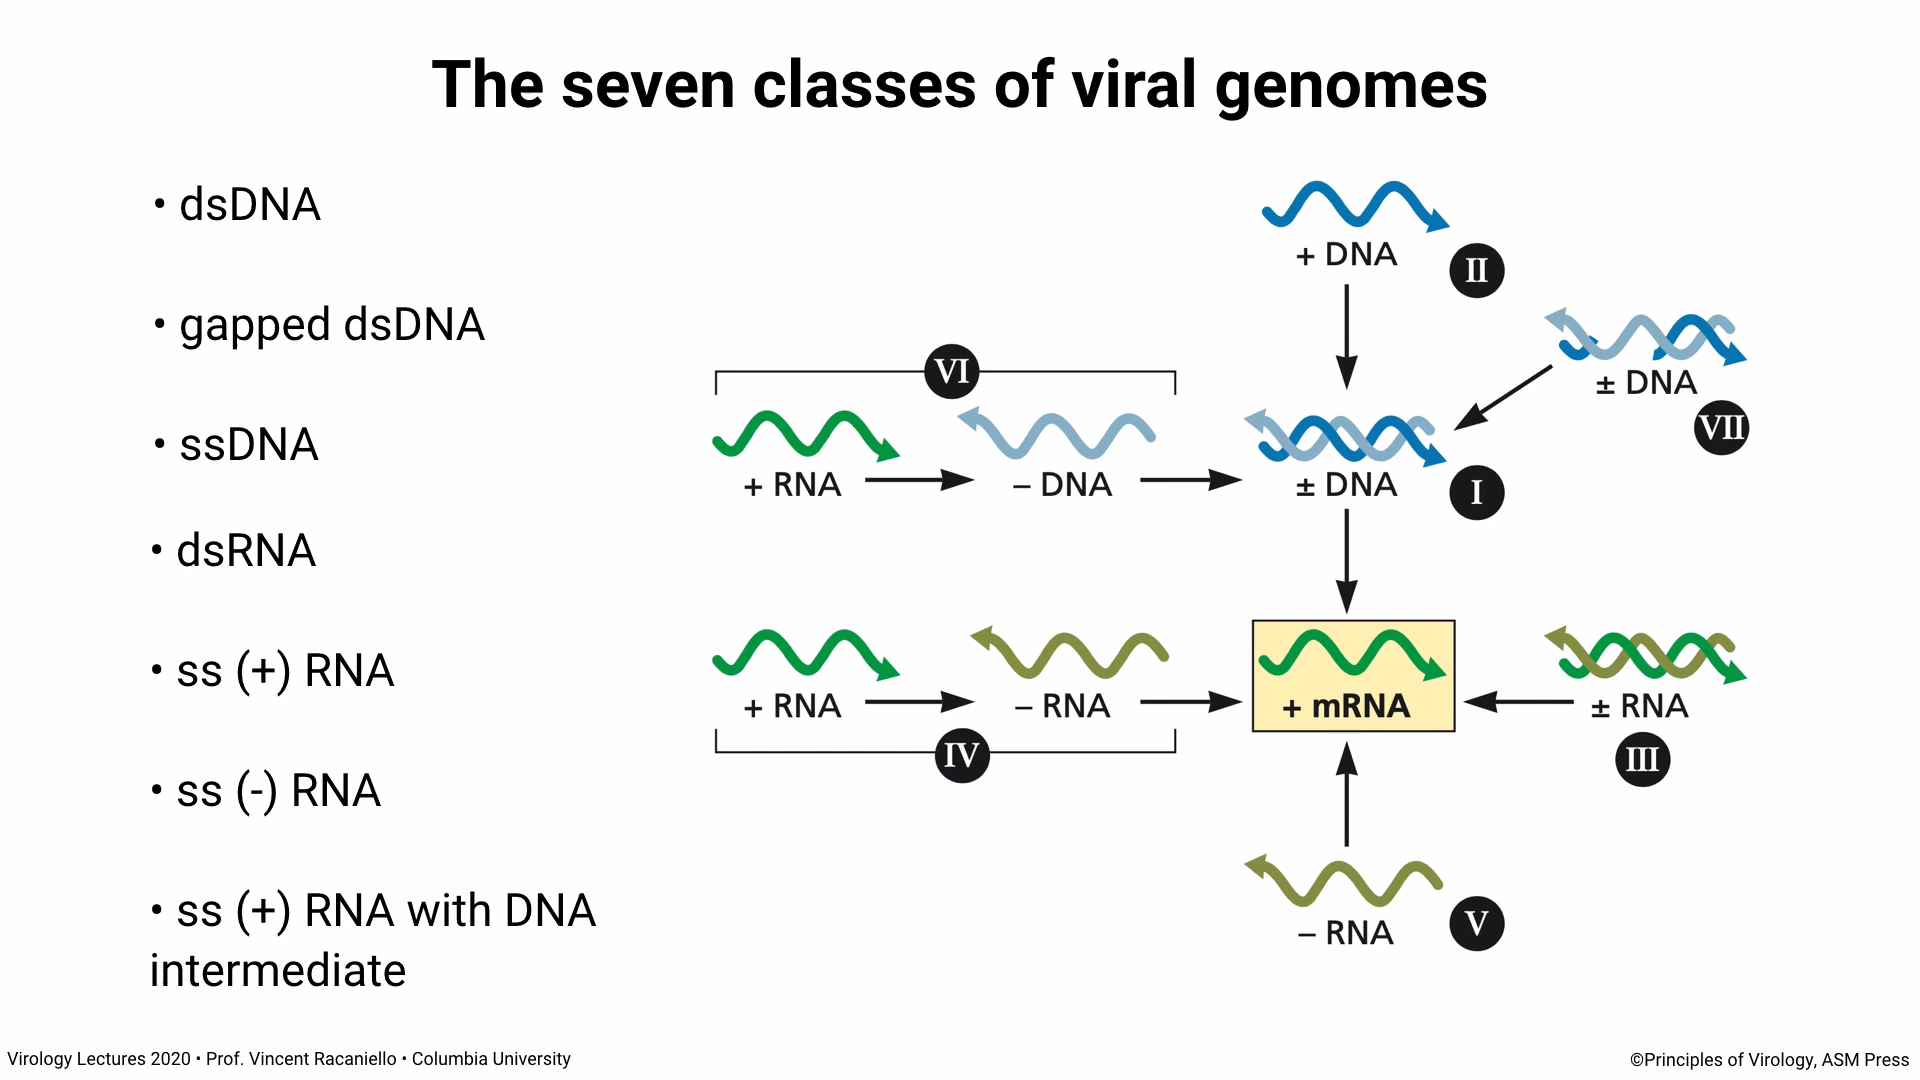 The seven classes of viral genomes
• dsDNA
• gapped dsDNA
• ssDNA
• dsRNA
• ss (+) RNA
• ss (-) RNA
• ss (+) RNA with DNA
intermediate
+ DNA
II
± DNA
VII
VI
+ RNA
– DNA
± DNA
I
+ RNA
– RNA
+ mRNA
± RNA
IV
III
– RNA
V
Virology Lectures 2020 • Prof. Vincent Racaniello • Columbia University
©Principles of Virology, ASM Press